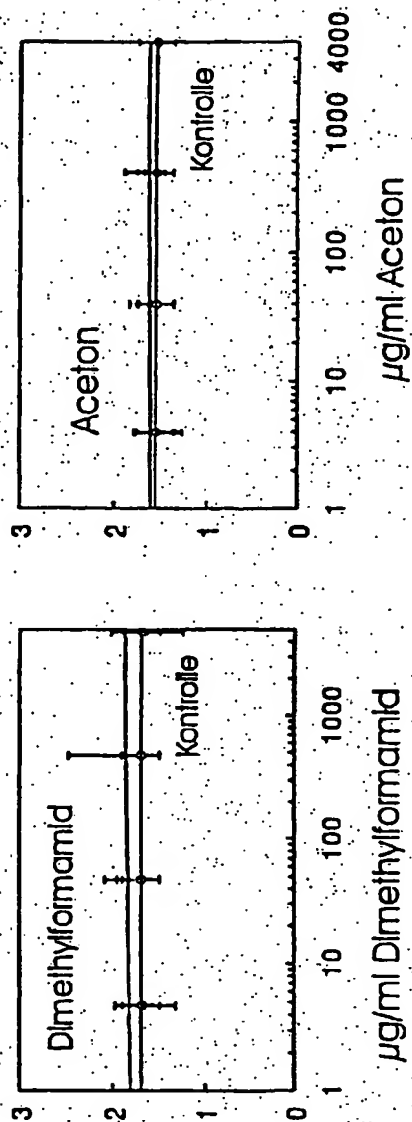 3
2
1
0
Dimethylformamid
Kontrolle
1
10
100
1000
µg/ml Dimethylformamid
3
2
1
0
Aceton
Kontrolle
1
10
100
1000
4000
µg/ml Aceton